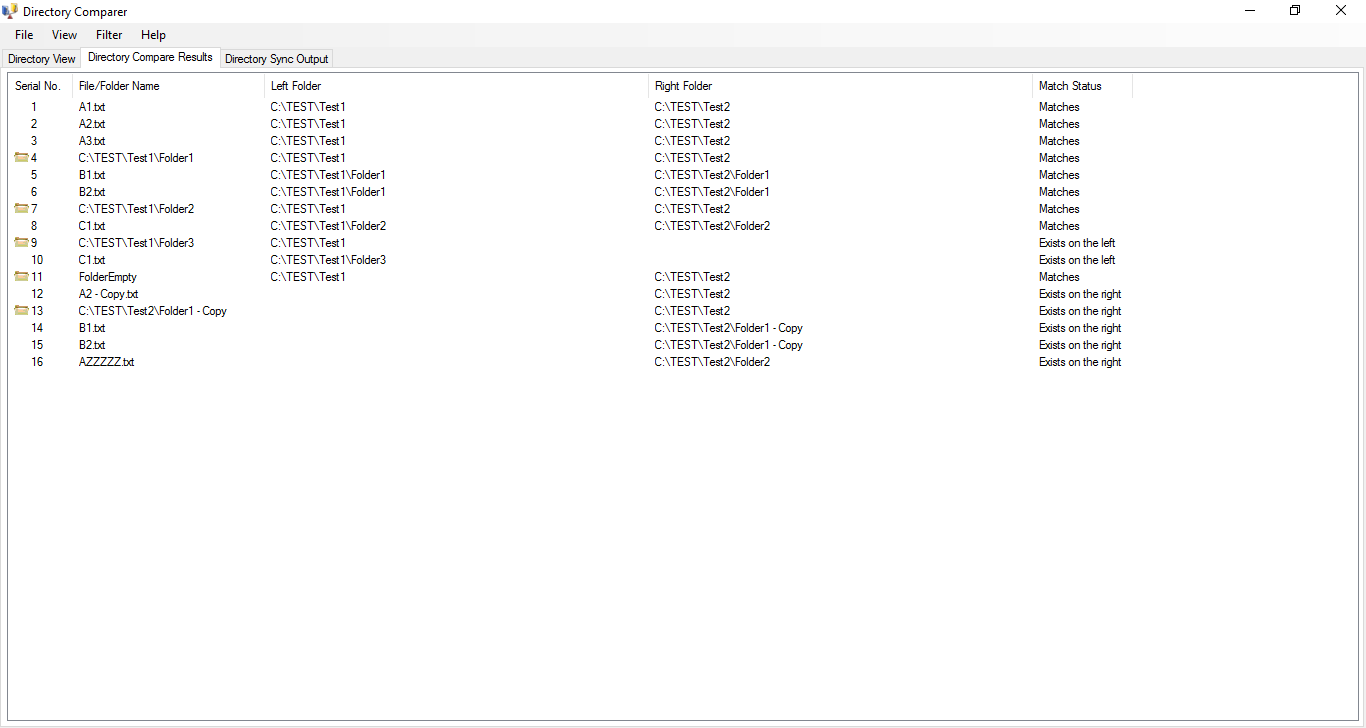 Directory Comparer
File View Filter Help
Directory View Directory Compare Results Directory Sync Output
Serial No. File/Folder Name Left Folder Right Folder Match Status
1 A1.txt C:\TEST\Test1 C:\TEST\Test2 Matches
2 A2.txt C:\TEST\Test1 C:\TEST\Test2 Matches
3 A3.txt C:\TEST\Test1 C:\TEST\Test2 Matches
4 C:\TEST\Test1\Folder1 C:\TEST\Test1 C:\TEST\Test2 Matches
5 B1.txt C:\TEST\Test1\Folder1 C:\TEST\Test2\Folder1 Matches
6 B2.txt C:\TEST\Test1\Folder1 C:\TEST\Test2\Folder1 Matches
7 C:\TEST\Test1\Folder2 C:\TEST\Test1 C:\TEST\Test2 Matches
8 C1.txt C:\TEST\Test1\Folder2 C:\TEST\Test2\Folder2 Matches
9 C:\TEST\Test1\Folder3 C:\TEST\Test1 Exists on the left
10 C1.txt C:\TEST\Test1\Folder3 Exists on the left
11 FolderEmpty C:\TEST\Test1 C:\TEST\Test2 Matches
12 A2 - Copy.txt C:\TEST\Test2 Exists on the right
13 C:\TEST\Test2\Folder1 - Copy C:\TEST\Test2 Exists on the right
14 B1.txt C:\TEST\Test2\Folder1 - Copy Exists on the right
15 B2.txt C:\TEST\Test2\Folder1 - Copy Exists on the right
16 AZZZZZ.txt C:\TEST\Test2\Folder2 Exists on the right